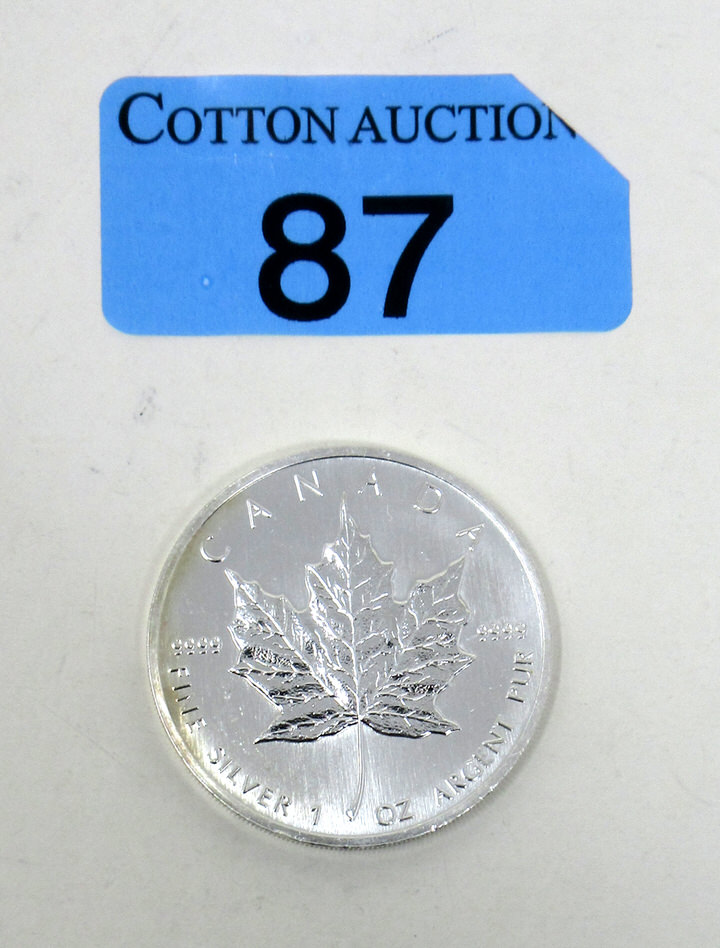 COTTON AUCTION
87
CANADA
9999 9999
FINE SILVER 1 OZ ARGENT PUR